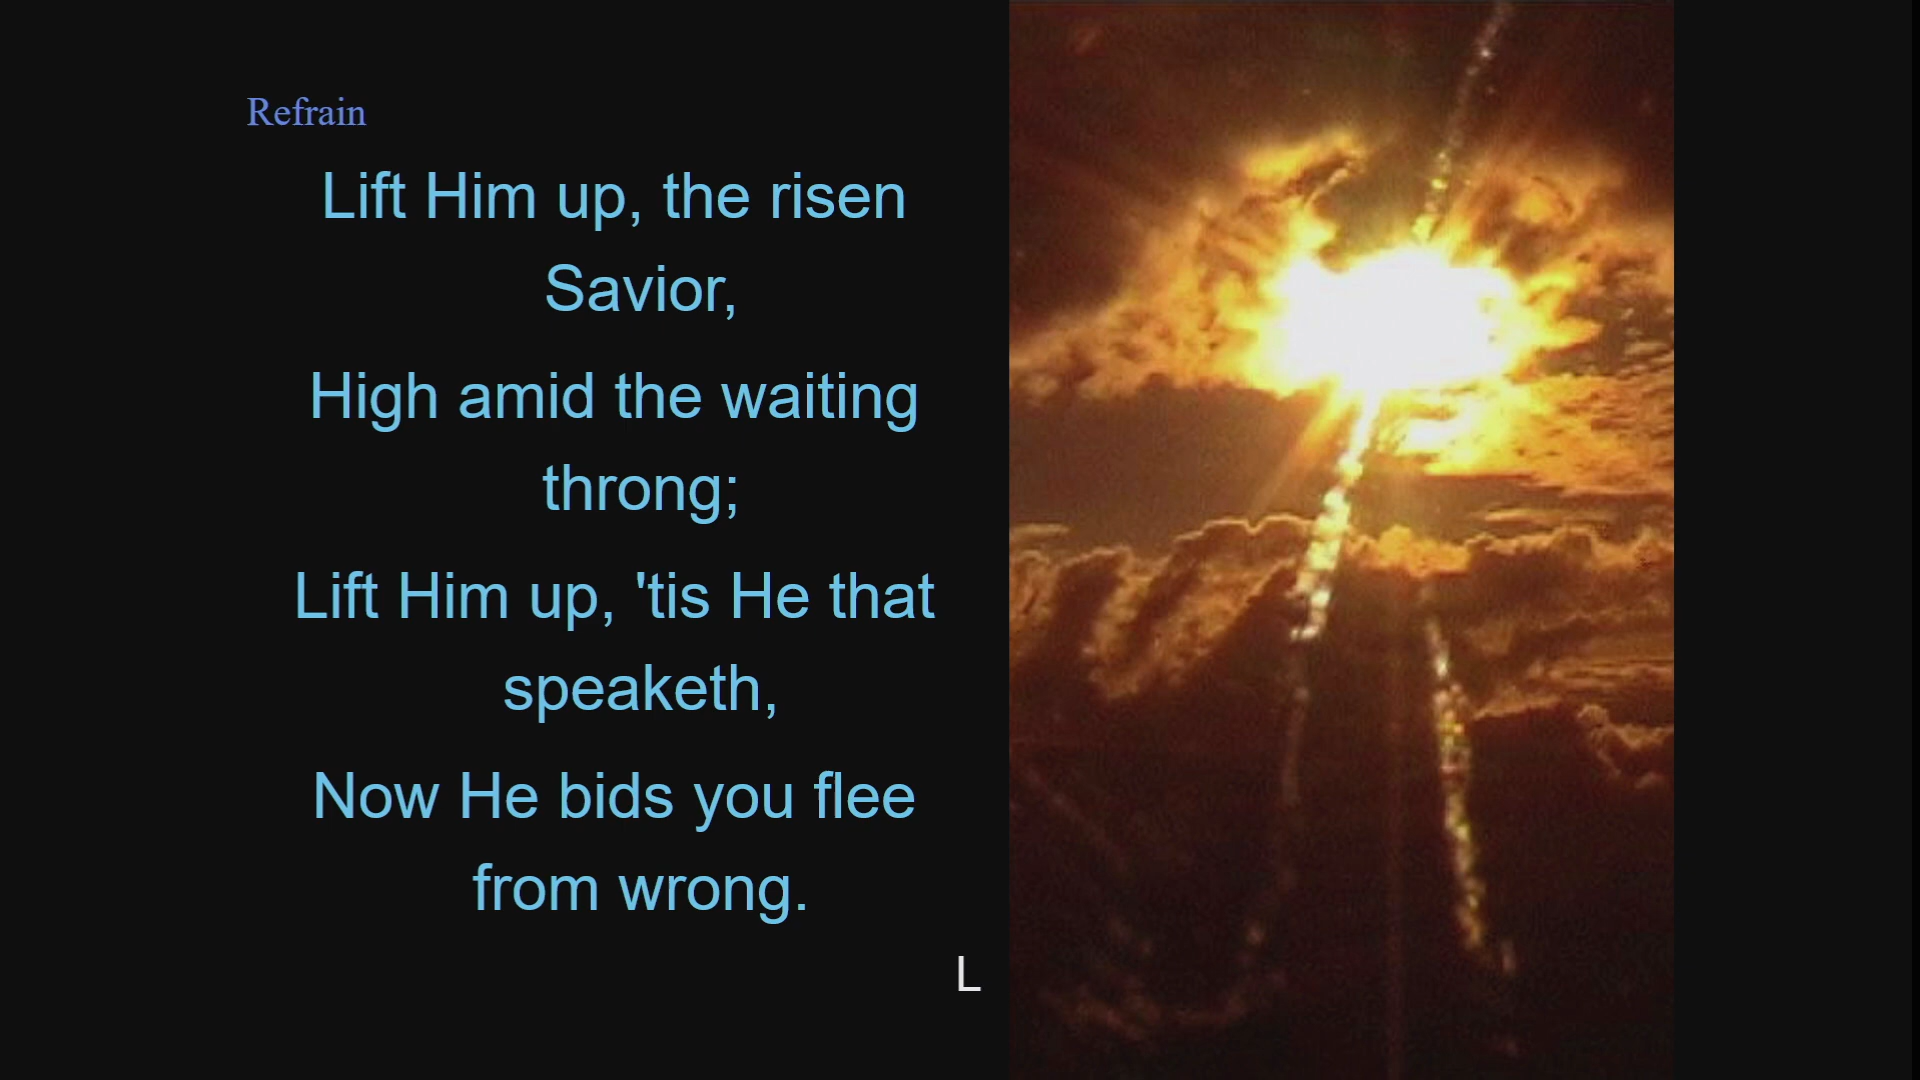 Refrain
Lift Him up, the risen
Savior,
High amid the waiting
throng;
Lift Him up, 'tis He that
speaketh,
Now He bids you flee
from wrong.
L